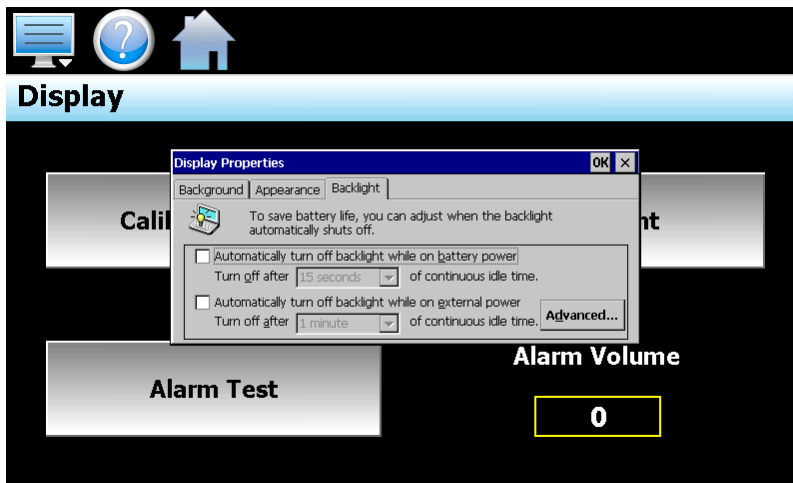 ?
Display
Display Properties OK ×
Background Appearance Backlight
To save battery life, you can adjust when the backlight
automatically shuts off.
Automatically turn off backlight while on battery power
Turn off after 15 seconds of continuous idle time.
Automatically turn off backlight while on external power
Turn off after 1 minute of continuous idle time.
Advanced...
Alarm Test
Alarm Volume
0